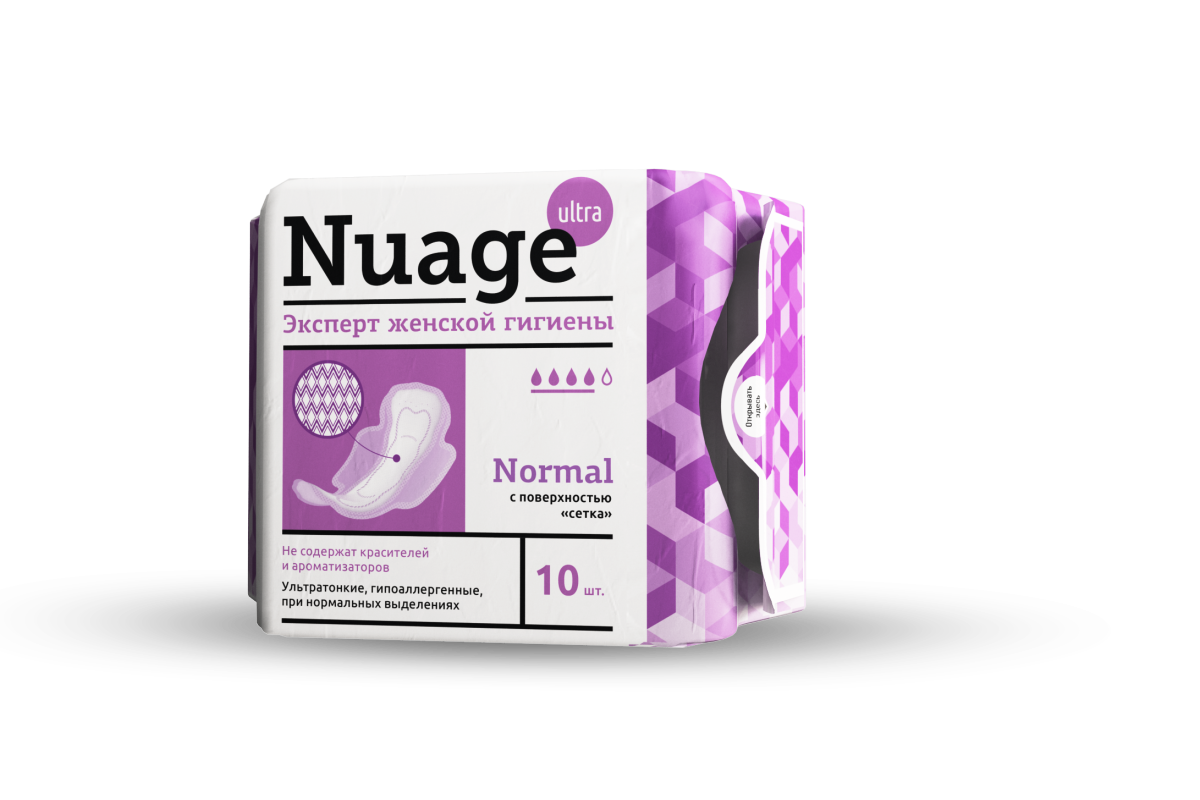 ultra
Nuage
Эксперт женской гигиены
Normal
с поверхностью
«сетка»
Не содержат красителей
и ароматизаторов
Ультратонкие, гипоаллергенные,
при нормальных выделениях
10 шт.
Открывать
здесь